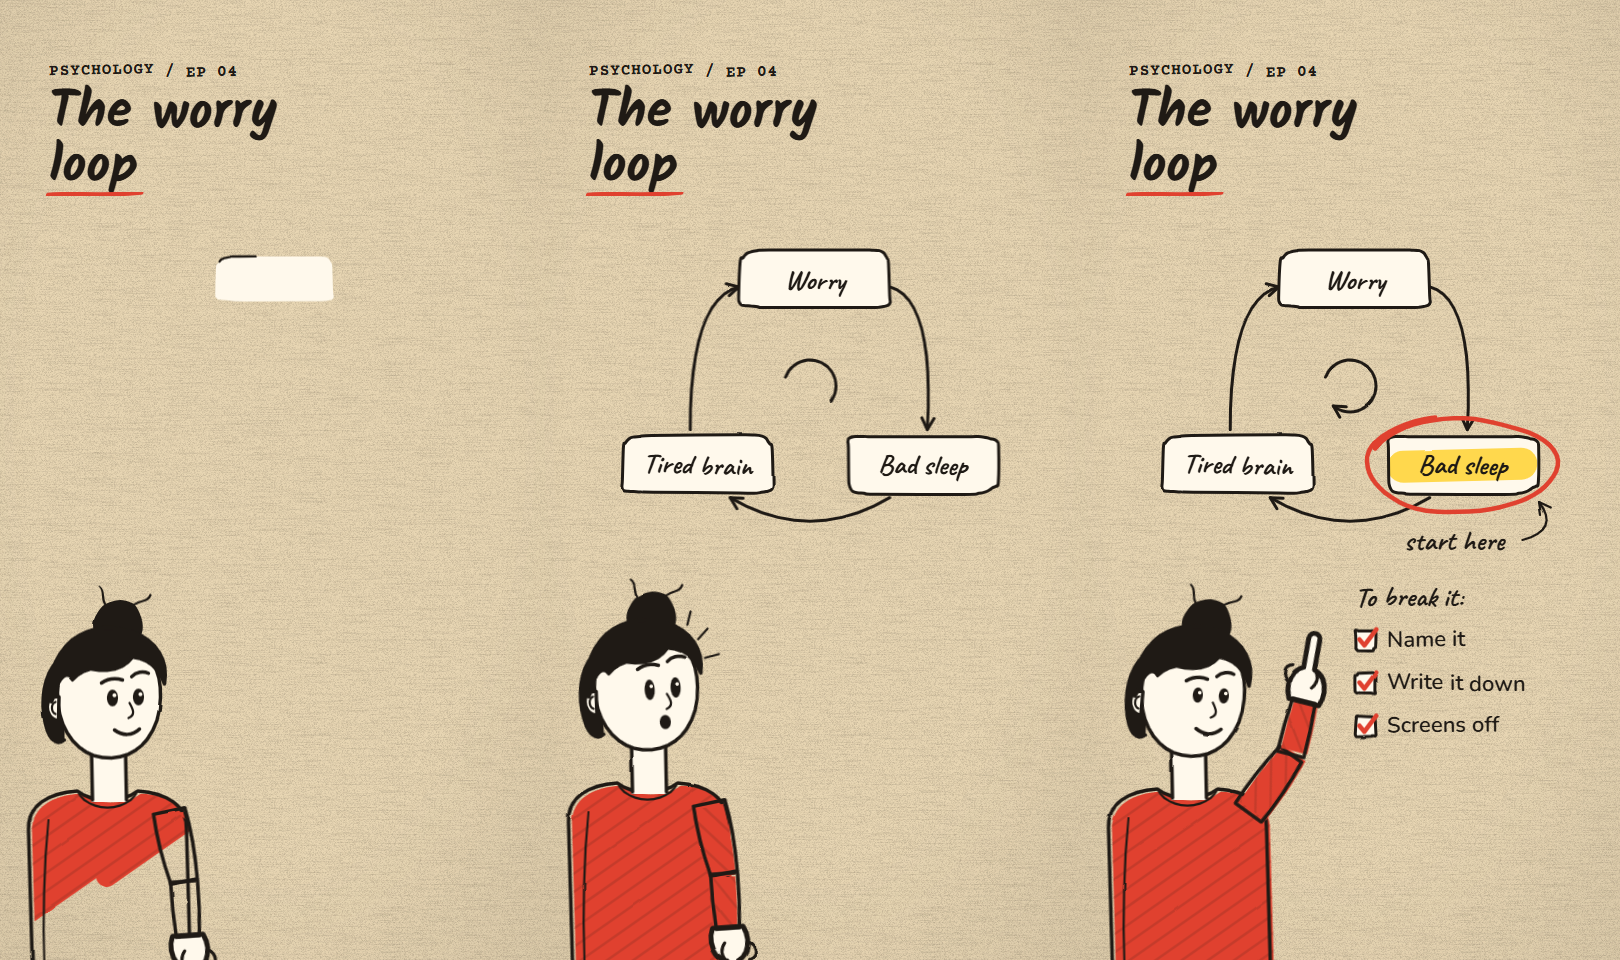 PSYCHOLOGY / EP 04
The worry
loop
PSYCHOLOGY / EP 04
The worry
loop
Worry
Tired brain
Bad sleep
PSYCHOLOGY / EP 04
The worry
loop
Worry
Tired brain
Bad sleep
start here
To break it:
Name it
Write it down
Screens off